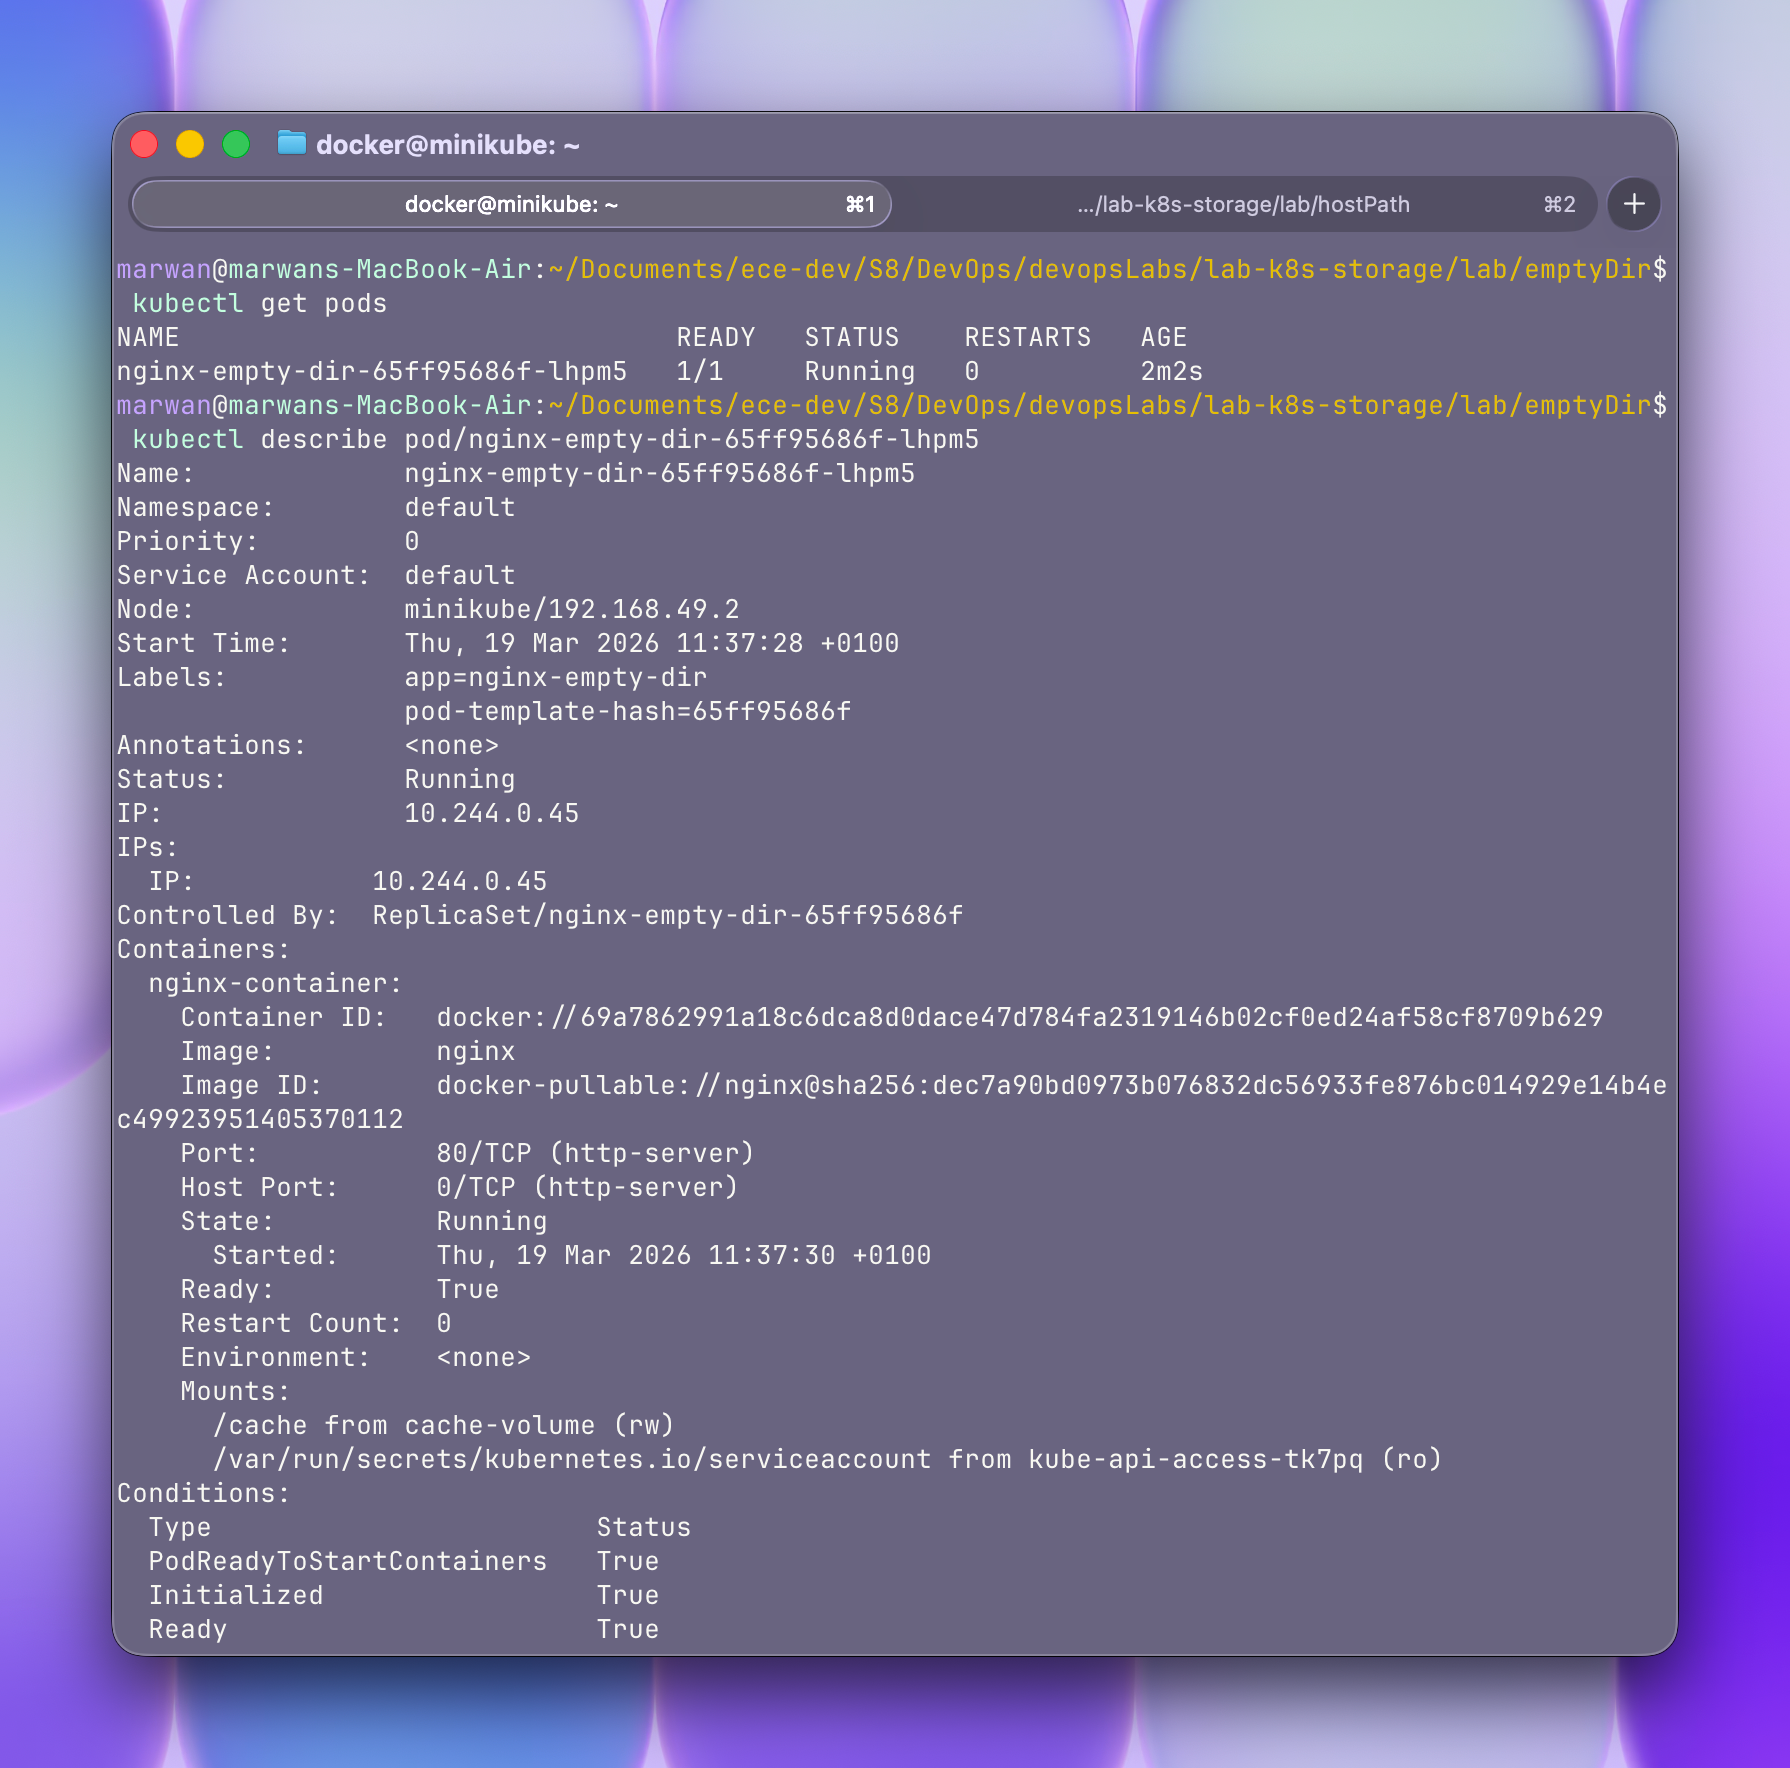 docker@minikube: ~
docker@minikube: ~ ⌘1 .../lab-k8s-storage/lab/hostPath ⌘2 +
marwan@marwans-MacBook-Air:~/Documents/ece-dev/S8/DevOps/devopsLabs/lab-k8s-storage/lab/emptyDir$
 kubectl get pods
NAME                               READY   STATUS    RESTARTS   AGE
nginx-empty-dir-65ff95686f-lhpm5   1/1     Running   0          2m2s
marwan@marwans-MacBook-Air:~/Documents/ece-dev/S8/DevOps/devopsLabs/lab-k8s-storage/lab/emptyDir$
 kubectl describe pod/nginx-empty-dir-65ff95686f-lhpm5
Name:             nginx-empty-dir-65ff95686f-lhpm5
Namespace:        default
Priority:         0
Service Account:  default
Node:             minikube/192.168.49.2
Start Time:       Thu, 19 Mar 2026 11:37:28 +0100
Labels:           app=nginx-empty-dir
                  pod-template-hash=65ff95686f
Annotations:      <none>
Status:           Running
IP:               10.244.0.45
IPs:
  IP:           10.244.0.45
Controlled By:  ReplicaSet/nginx-empty-dir-65ff95686f
Containers:
  nginx-container:
    Container ID:   docker://69a7862991a18c6dca8d0dace47d784fa2319146b02cf0ed24af58cf8709b629
    Image:          nginx
    Image ID:       docker-pullable://nginx@sha256:dec7a90bd0973b076832dc56933fe876bc014929e14b4e
c49923951405370112
    Port:           80/TCP (http-server)
    Host Port:      0/TCP (http-server)
    State:          Running
      Started:      Thu, 19 Mar 2026 11:37:30 +0100
    Ready:          True
    Restart Count:  0
    Environment:    <none>
    Mounts:
      /cache from cache-volume (rw)
      /var/run/secrets/kubernetes.io/serviceaccount from kube-api-access-tk7pq (ro)
Conditions:
  Type                        Status
  PodReadyToStartContainers   True
  Initialized                 True
  Ready                       True